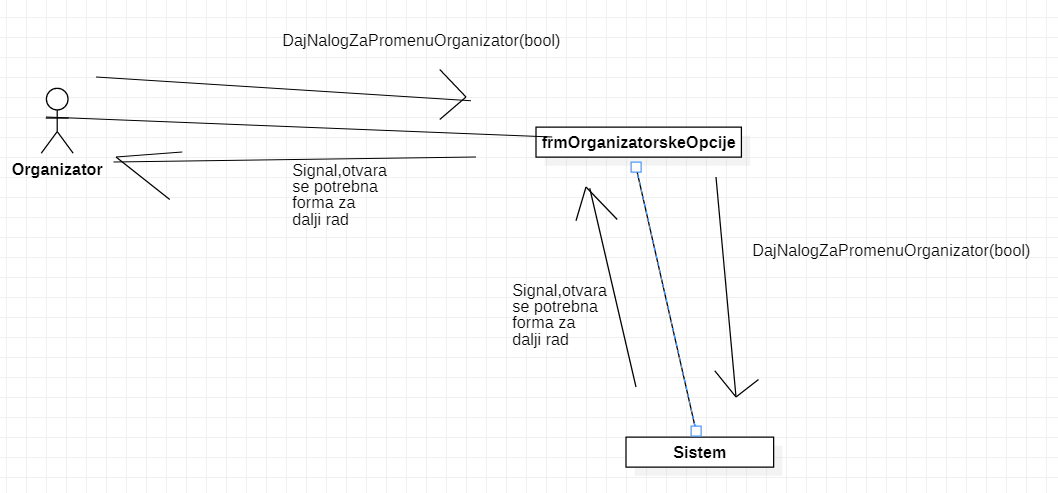 DajNalogZaPromenuOrganizator(bool)
Organizator
frmOrganizatorskeOpcije
Signal,otvara
se potrebna
forma za
dalji rad
DajNalogZaPromenuOrganizator(bool)
Signal,otvara
se potrebna
forma za
dalji rad
Sistem